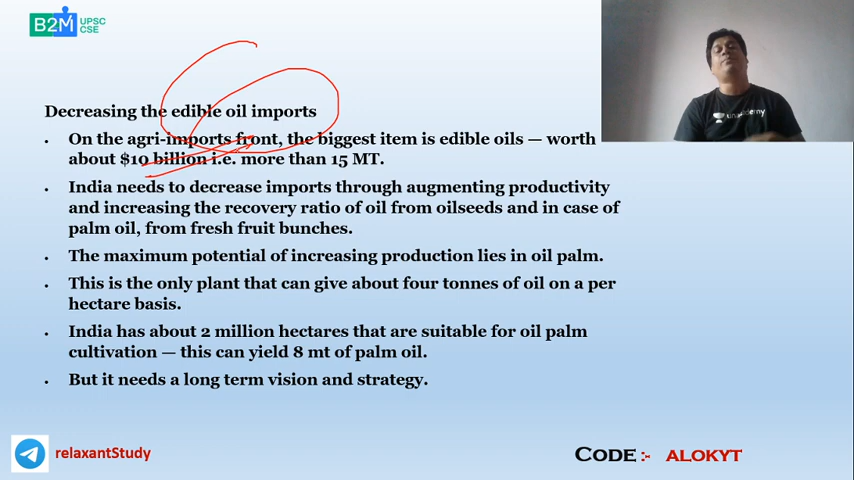 B2M UPSC
CSE
unacademy
Decreasing the edible oil imports
• On the agri-imports front, the biggest item is edible oils — worth
about $10 billion i.e. more than 15 MT.
• India needs to decrease imports through augmenting productivity
and increasing the recovery ratio of oil from oilseeds and in case of
palm oil, from fresh fruit bunches.
• The maximum potential of increasing production lies in oil palm.
• This is the only plant that can give about four tonnes of oil on a per
hectare basis.
• India has about 2 million hectares that are suitable for oil palm
cultivation — this can yield 8 mt of palm oil.
• But it needs a long term vision and strategy.
relaxantStudy
CODE :- ALOKYT